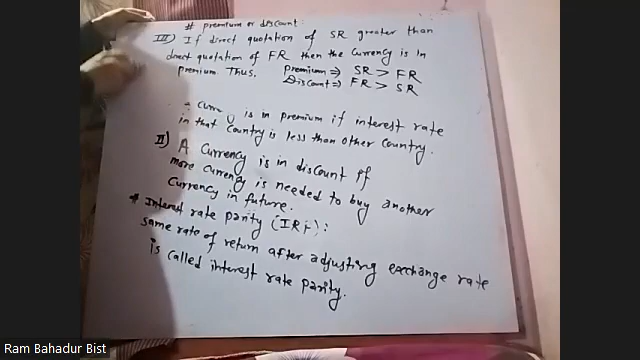 # premium or discount
III) If direct quotation of SR greater than
direct quotation of FR then the currency is in
premium. Thus, premium ⇒ SR > FR
Discount ⇒ FR > SR
is in premium if interest rate
in that country is less than other country.
II) A currency is in discount if
more currency is needed to buy another
currency in future.
# Interest rate parity
same rate of return after adjusting exchange rate
is called interest rate parity.
Ram Bahadur Bist